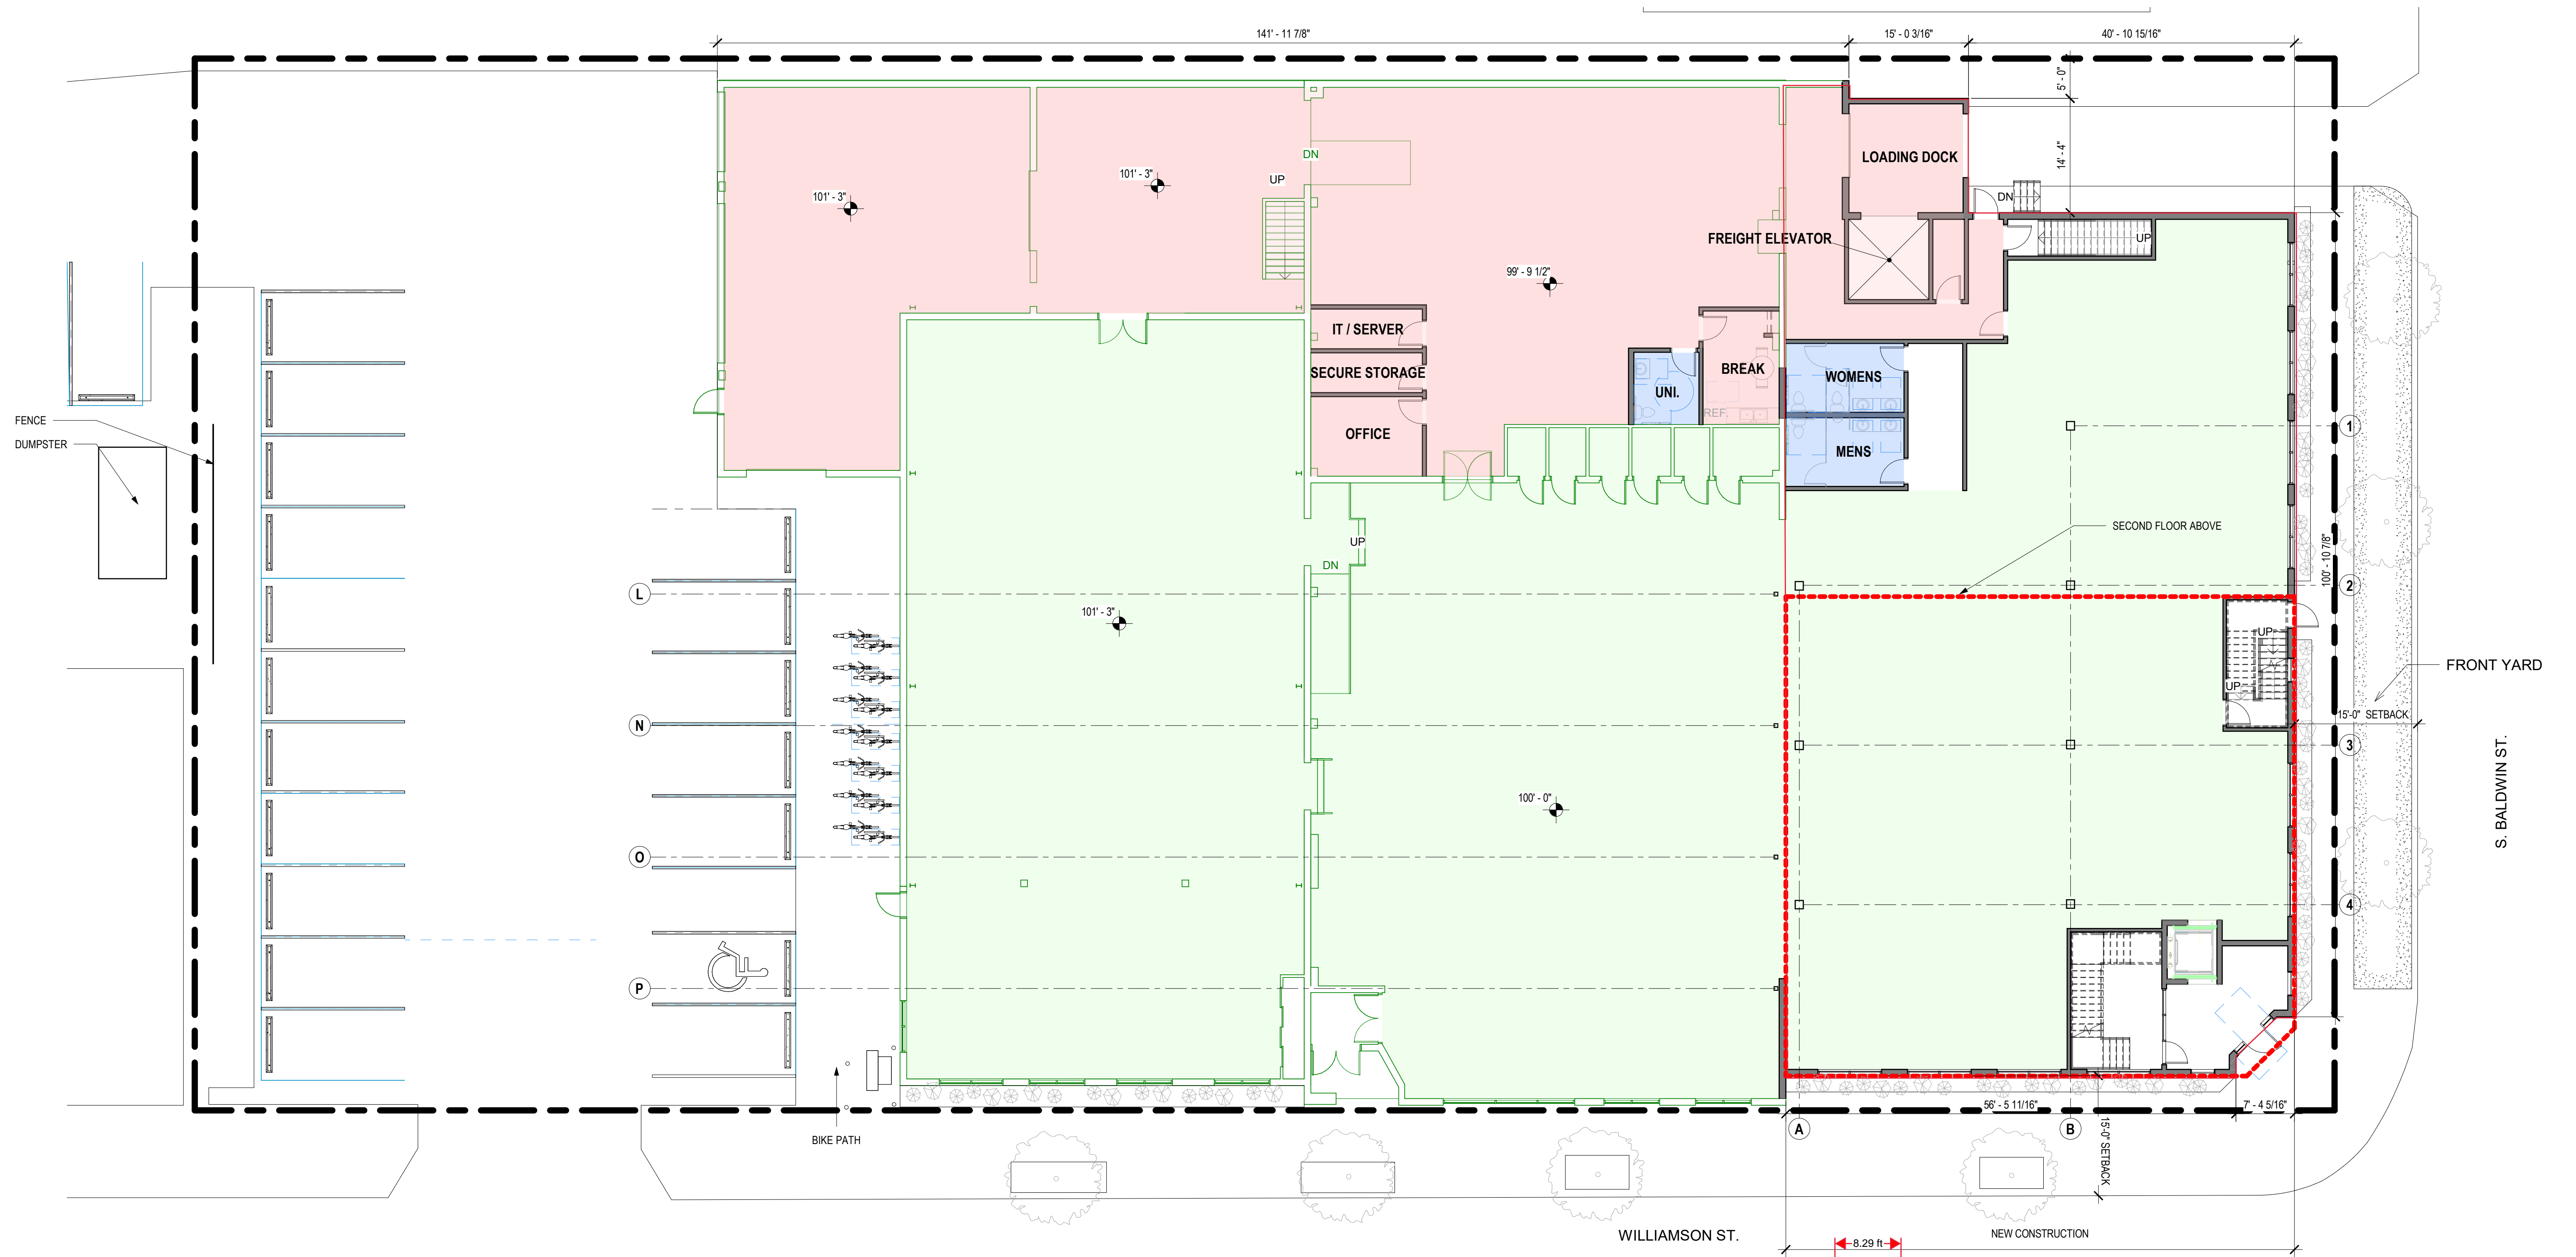 141' - 11 7/8"
15' - 0 3/16"
40' - 10 15/16"
5' - 0"
14' - 4"
LOADING DOCK
DN
101' - 3"
UP
101' - 3"
DN
FREIGHT ELEVATOR
UP
99' - 9 1/2"
IT / SERVER
SECURE STORAGE
BREAK
WOMENS
UNI.
REF.
FENCE
DUMPSTER
OFFICE
MENS
1
SECOND FLOOR ABOVE
UP
DN
100' - 10 7/8"
2
L
101' - 3"
UP
UP
FRONT YARD
15'-0" SETBACK
N
3
S. BALDWIN ST.
100' - 0"
O
4
P
56' - 5 11/16"
7' - 4 5/16"
A
B
BIKE PATH
15'-0" SETBACK
WILLIAMSON ST.
8.29 ft
NEW CONSTRUCTION